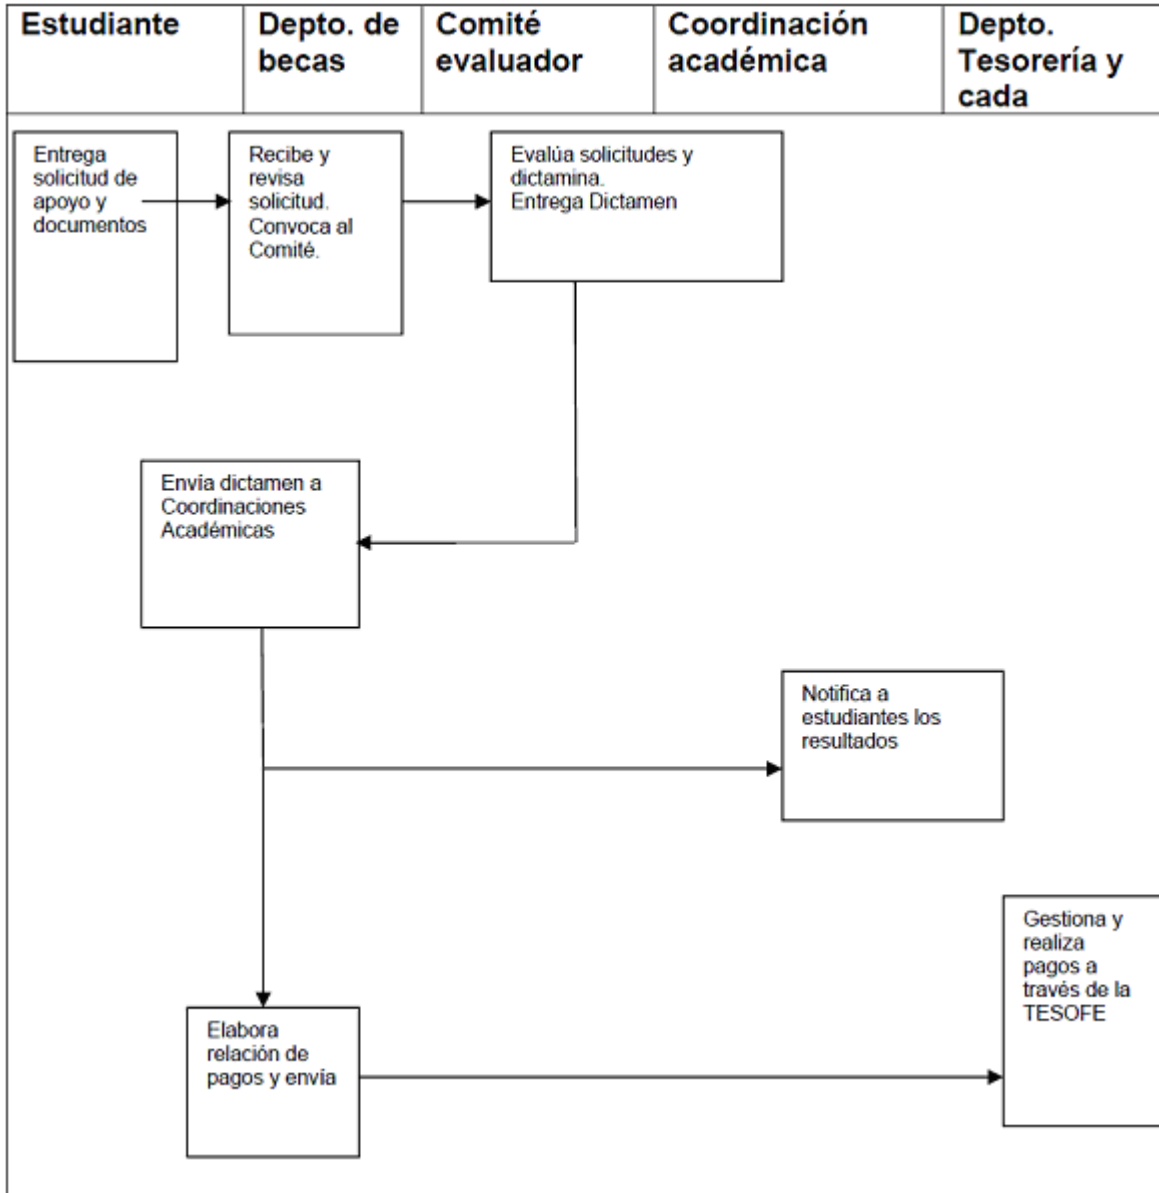 Estudiante
Depto. de
becas
Comité
evaluador
Coordinación
académica
Depto.
Tesorería y
cada
Entrega
solicitud de
apoyo y
documentos
Recibe y
revisa
solicitud.
Convoca al
Comité.
Evalúa solicitudes y
dictamina.
Entrega Dictamen
Envía dictamen a
Coordinaciones
Académicas
Notifica a
estudiantes los
resultados
Gestiona y
realiza
pagos a
través de la
TESOFE
Elabora
relación de
pagos y envía